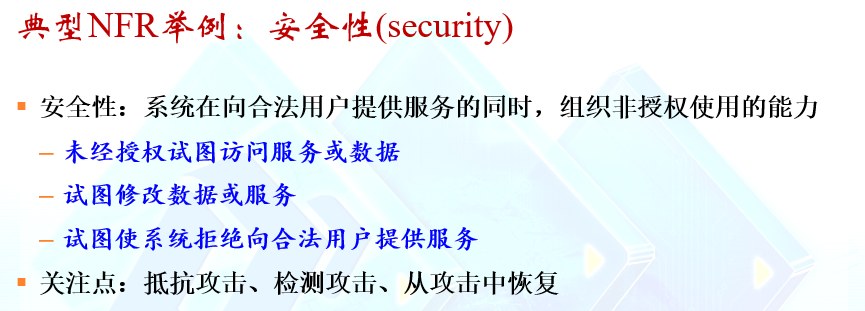 典型NFR举例：安全性(security)
▪ 安全性：系统在向合法用户提供服务的同时，组织非授权使用的能力
– 未经授权试图访问服务或数据
– 试图修改数据或服务
– 试图使系统拒绝向合法用户提供服务
▪ 关注点：抵抗攻击、检测攻击、从攻击中恢复